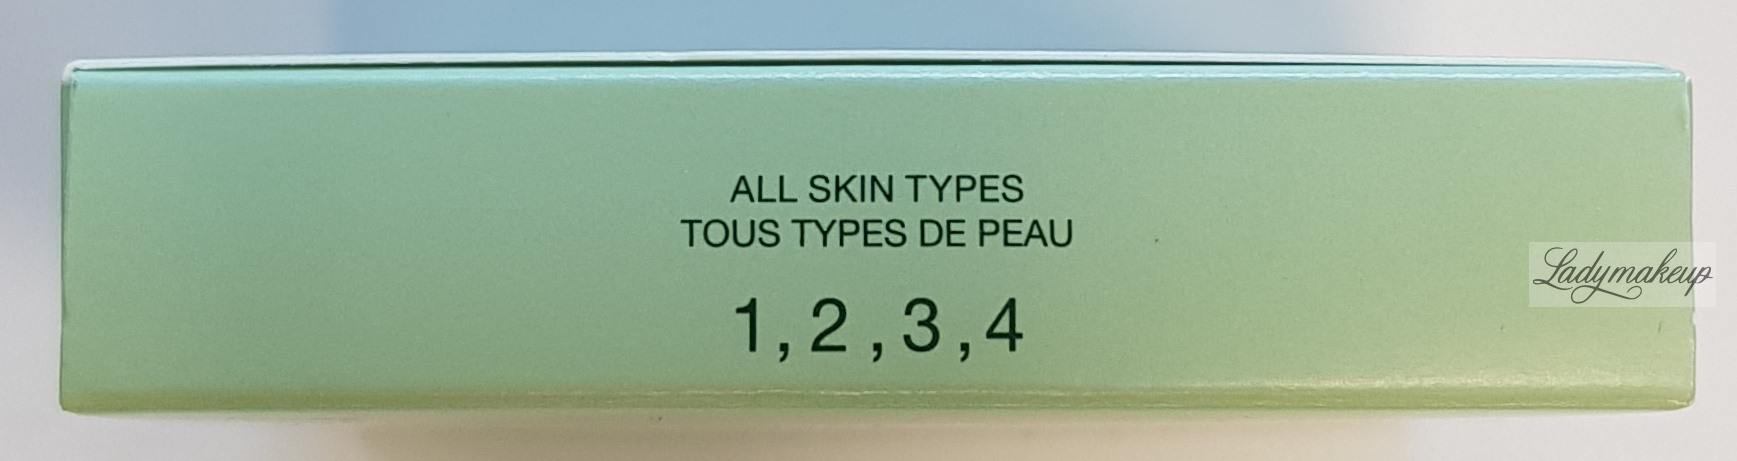 ALL SKIN TYPES
TOUS TYPES DE PEAU
1, 2, 3, 4
Ladymakeup